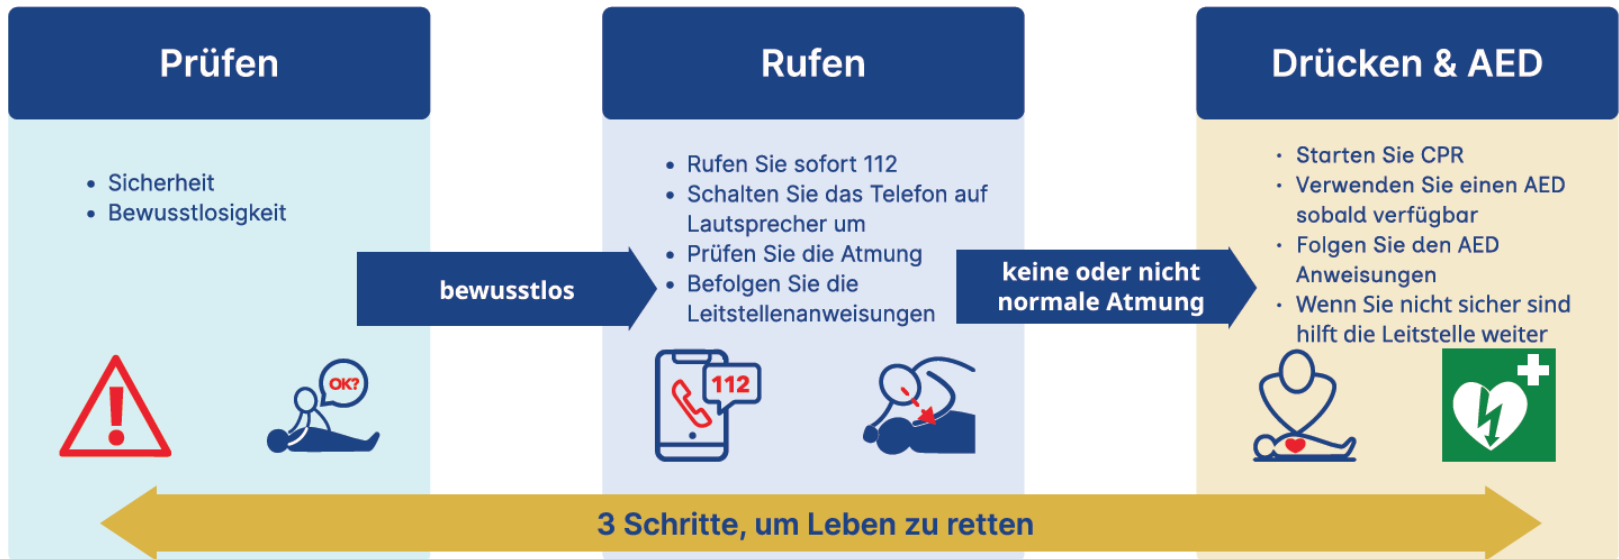 Prüfen
• Sicherheit
• Bewusstlosigkeit
OK?
bewusstlos
Rufen
• Rufen Sie sofort 112
• Schalten Sie das Telefon auf
Lautsprecher um
• Prüfen Sie die Atmung
• Befolgen Sie die
Leitstellenanweisungen
112
keine oder nicht
normale Atmung
Drücken & AED
• Starten Sie CPR
• Verwenden Sie einen AED
sobald verfügbar
• Folgen Sie den AED
Anweisungen
• Wenn Sie nicht sicher sind
hilft die Leitstelle weiter
3 Schritte, um Leben zu retten